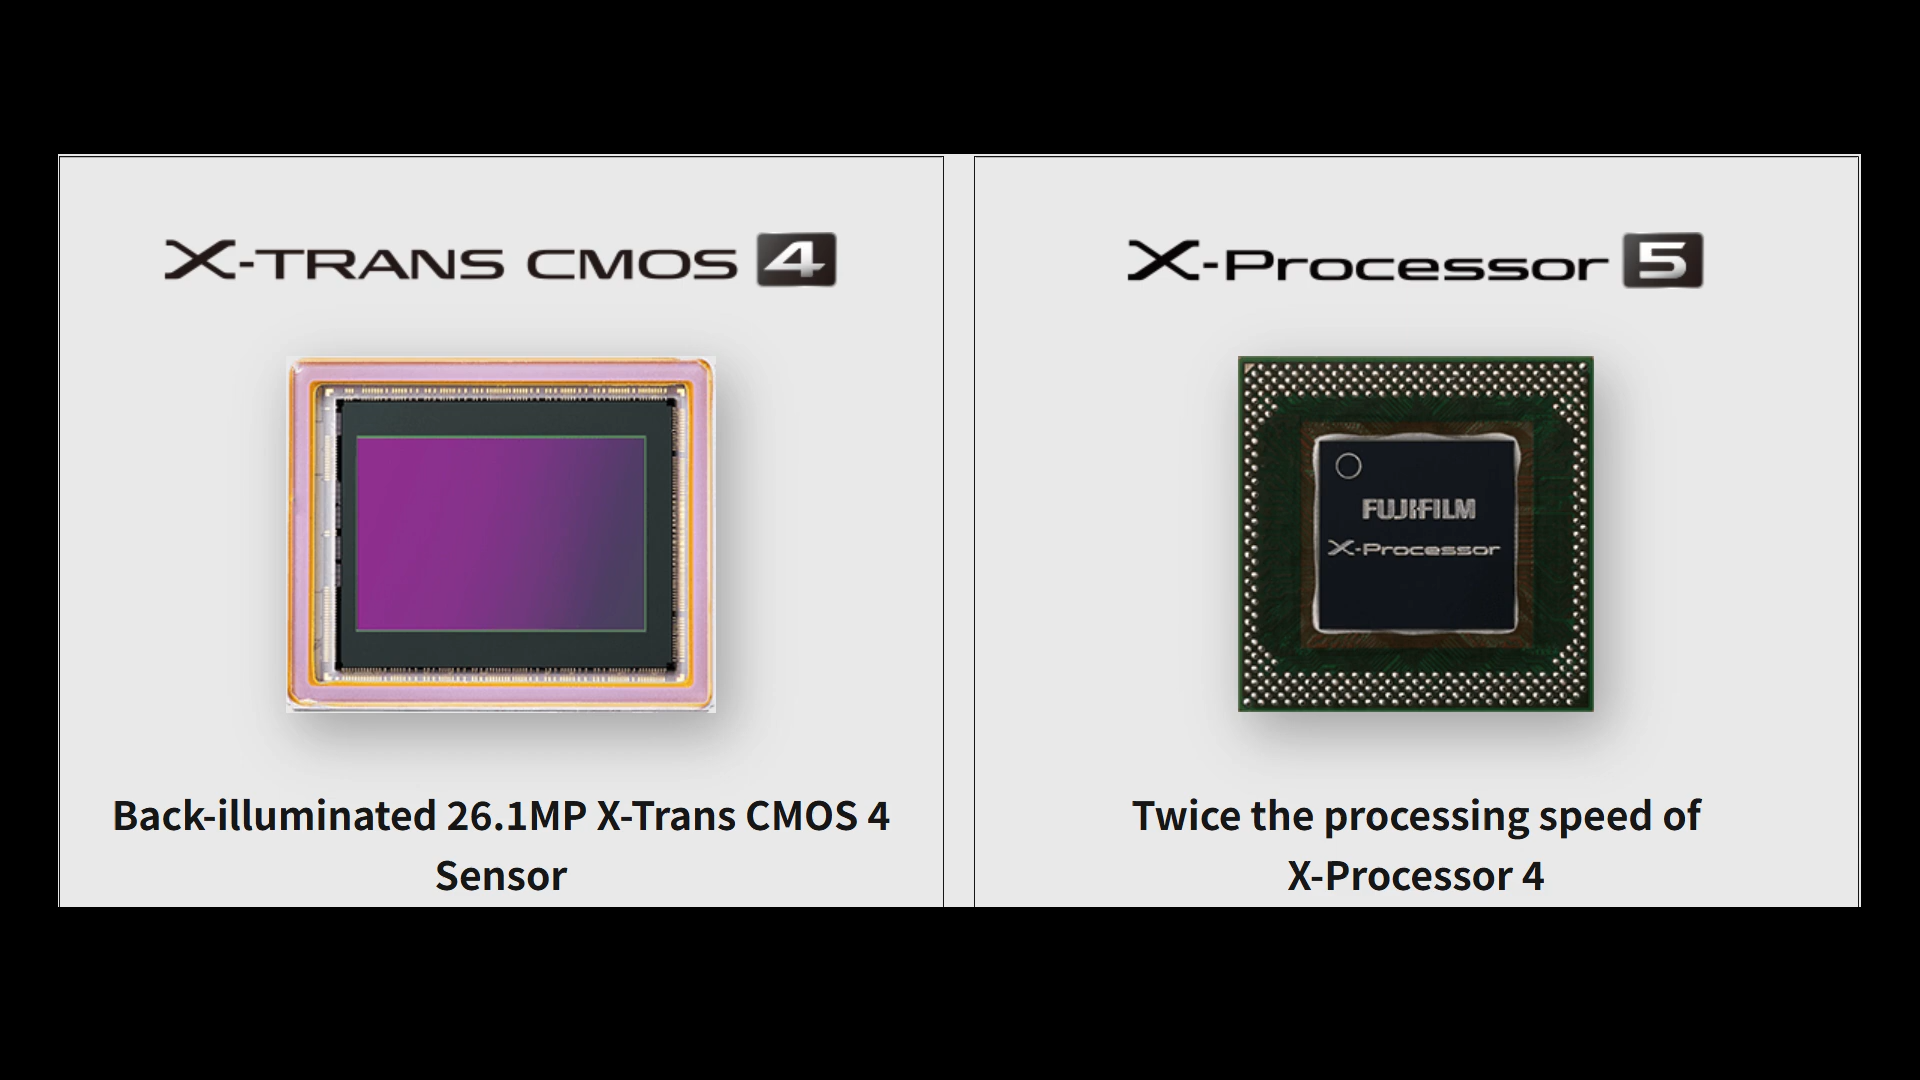 X-TRANS CMOS 4
Back-illuminated 26.1MP X-Trans CMOS 4
Sensor
X-Processor 5
FUJIFILM
X-Processor
Twice the processing speed of
X-Processor 4